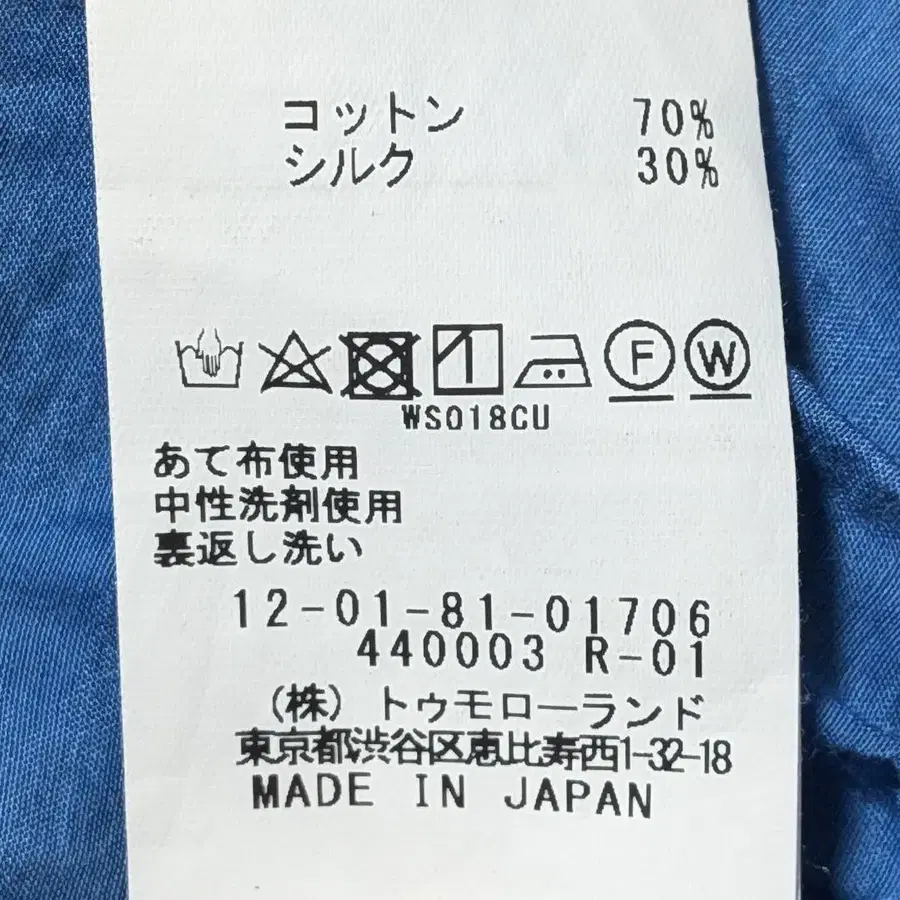 コットン 70%
シルク 30%
F W
WS018CU
あて布使用
中性洗剤使用
裏返し洗い
12-01-81-01706
440003 R-01
(株) トゥモローランド
東京都渋谷区恵比寿西1-32-18
MADE IN JAPAN